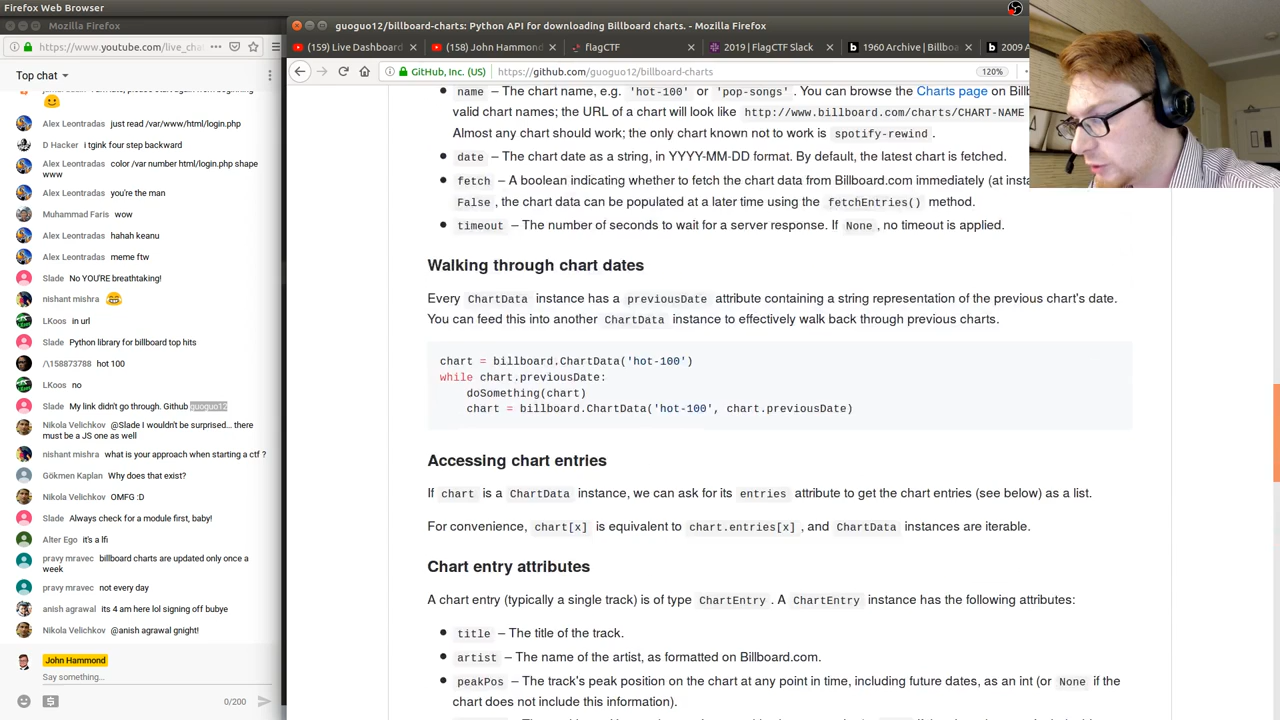 Firefox Web Browser
Mozilla Firefox
https://www.youtube.com/live_cha
Top chat
Alex Leontradas just read /var/www/html/login.php
D Hacker i tgink four step backward
Alex Leontradas color /var number html/login.php shape
www
Alex Leontradas you're the man
Muhammad Faris wow
Alex Leontradas hahah keanu
Alex Leontradas meme ftw
Slade No YOU'RE breathtaking!
nishant mishra
LKoos in url
Slade Python library for billboard top hits
/\158873788 hot 100
LKoos no
Slade My link didn't go through. Github guoguo12
Nikola Velichkov @Slade I wouldn't be surprised... there
must be a JS one as well
nishant mishra what is your approach when starting a ctf ?
Gökmen Kaplan Why does that exist?
Nikola Velichkov OMFG :D
Slade Always check for a module first, baby!
Alter Ego it's a lfi
pravy mravec billboard charts are updated only once a
week
pravy mravec not every day
anish agrawal its 4 am here lol signing off bubye
Nikola Velichkov @anish agrawal gnight!
John Hammond
Say something...
0/200
guoguo12/billboard-charts: Python API for downloading Billboard charts. - Mozilla Firefox
(159) Live Dashboard
(158) John Hammond
flagCTF
2019 | FlagCTF Slack
1960 Archive | Billboa
2009 A
GitHub, Inc. (US)
https://github.com/guoguo12/billboard-charts
120%
name – The chart name, e.g. 'hot-100' or 'pop-songs'. You can browse the Charts page on Bill
valid chart names; the URL of a chart will look like http://www.billboard.com/charts/CHART-NAME
Almost any chart should work; the only chart known not to work is spotify-rewind.
date – The chart date as a string, in YYYY-MM-DD format. By default, the latest chart is fetched.
fetch – A boolean indicating whether to fetch the chart data from Billboard.com immediately (at insta
False, the chart data can be populated at a later time using the fetchEntries() method.
timeout – The number of seconds to wait for a server response. If None, no timeout is applied.
Walking through chart dates
Every ChartData instance has a previousDate attribute containing a string representation of the previous chart's date.
You can feed this into another ChartData instance to effectively walk back through previous charts.
chart = billboard.ChartData('hot-100')
while chart.previousDate:
doSomething(chart)
chart = billboard.ChartData('hot-100', chart.previousDate)
Accessing chart entries
If chart is a ChartData instance, we can ask for its entries attribute to get the chart entries (see below) as a list.
For convenience, chart[x] is equivalent to chart.entries[x], and ChartData instances are iterable.
Chart entry attributes
A chart entry (typically a single track) is of type ChartEntry. A ChartEntry instance has the following attributes:
title – The title of the track.
artist – The name of the artist, as formatted on Billboard.com.
peakPos – The track's peak position on the chart at any point in time, including future dates, as an int (or None if the
chart does not include this information).